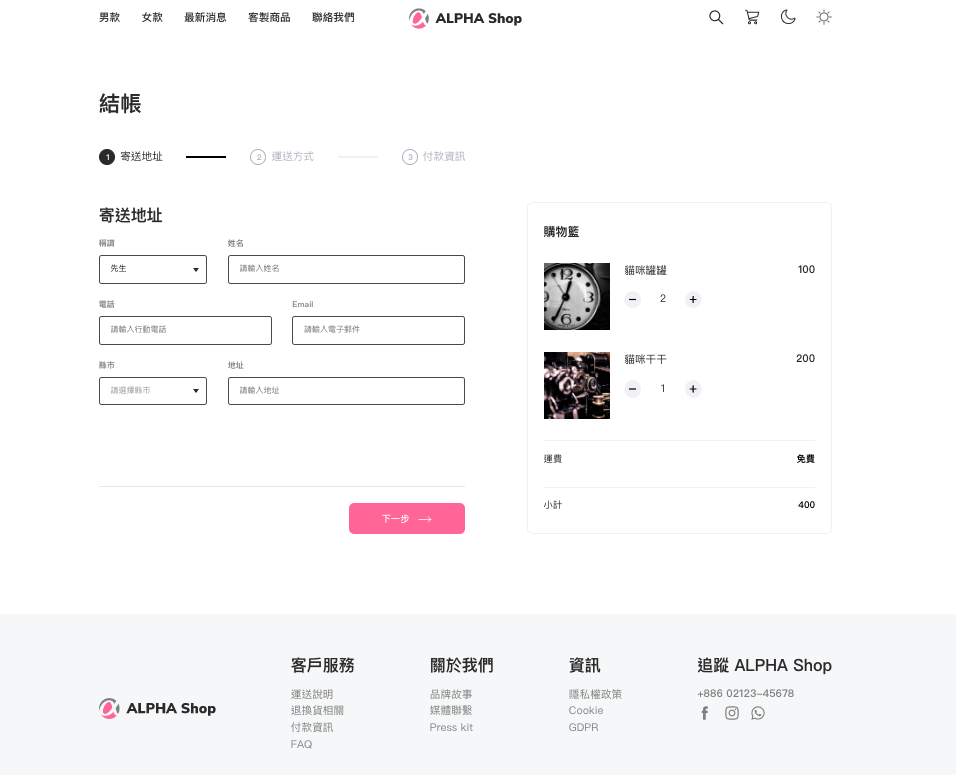 男款 女款 最新消息 客製商品 聯絡我們 ALPHA Shop
結帳
1 寄送地址 2 運送方式 3 付款資訊
寄送地址
稱謂 姓名
先生 請輸入姓名
電話 Email
請輸入行動電話 請輸入電子郵件
縣市 地址
請選擇縣市 請輸入地址
下一步
購物籃
貓咪罐罐 100
2
貓咪干干 200
1
運費 免費
小計 400
ALPHA Shop
客戶服務
運送說明
退換貨相關
付款資訊
FAQ
關於我們
品牌故事
媒體聯繫
Press kit
資訊
隱私權政策
Cookie
GDPR
追蹤 ALPHA Shop
+886 02123-45678